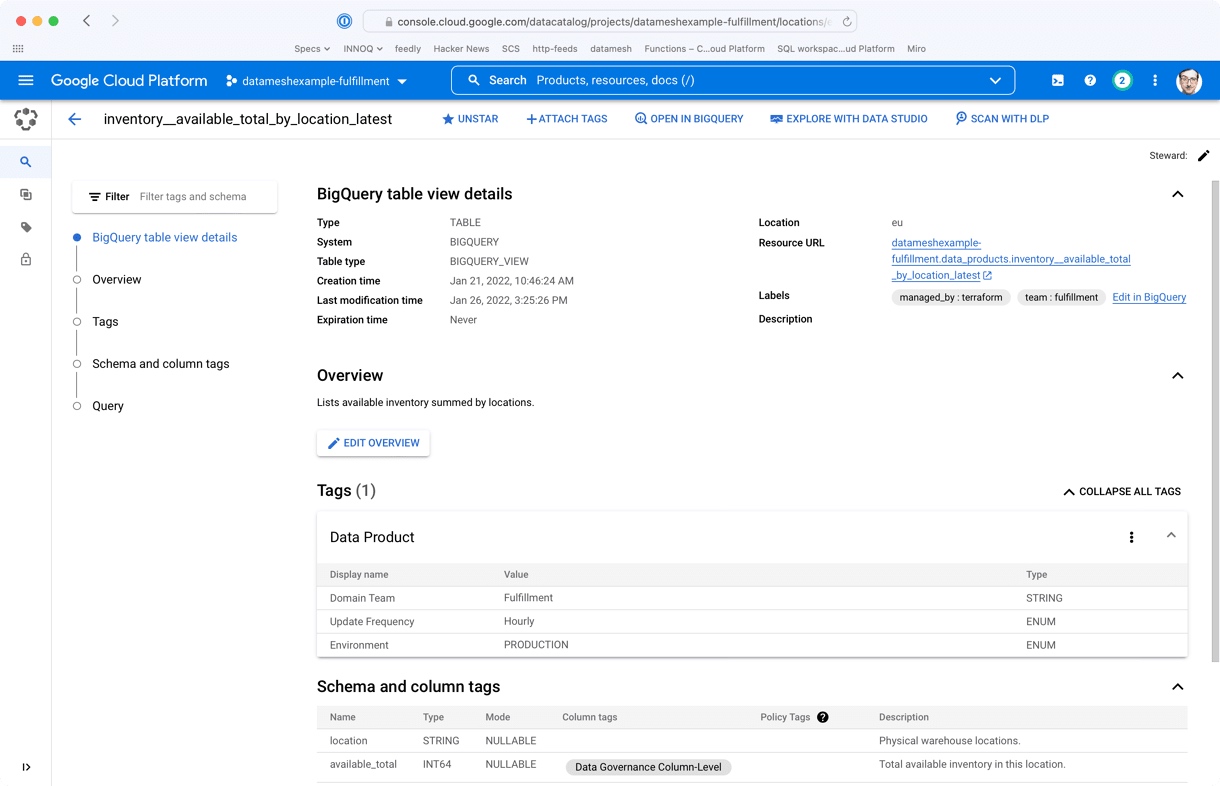 console.cloud.google.com/datacatalog/projects/datameshexample-fulfillment/locations/
Specs INNOQ feedly Hacker News SCS http-feeds datamesh Functions – C...oud Platform SQL workspac...ud Platform Miro
Google Cloud Platform datameshexample-fulfillment Search Products, resources, docs (/) 2
inventory__available_total_by_location_latest UNSTAR ATTACH TAGS OPEN IN BIGQUERY EXPLORE WITH DATA STUDIO SCAN WITH DLP
Steward:
Filter Filter tags and schema
BigQuery table view details
Overview
Tags
Schema and column tags
Query
BigQuery table view details
Type TABLE
System BIGQUERY
Table type BIGQUERY_VIEW
Creation time Jan 21, 2022, 10:46:24 AM
Last modification time Jan 26, 2022, 3:25:26 PM
Expiration time Never
Location eu
Resource URL datameshexample-
fulfillment.data_products.inventory__available_total
_by_location_latest
Labels managed_by : terraform team : fulfillment Edit in BigQuery
Description
Overview
Lists available inventory summed by locations.
EDIT OVERVIEW
Tags (1) COLLAPSE ALL TAGS
Data Product
Display name Value Type
Domain Team Fulfillment STRING
Update Frequency Hourly ENUM
Environment PRODUCTION ENUM
Schema and column tags
Name Type Mode Column tags Policy Tags Description
location STRING NULLABLE Physical warehouse locations.
available_total INT64 NULLABLE Data Governance Column-Level Total available inventory in this location.